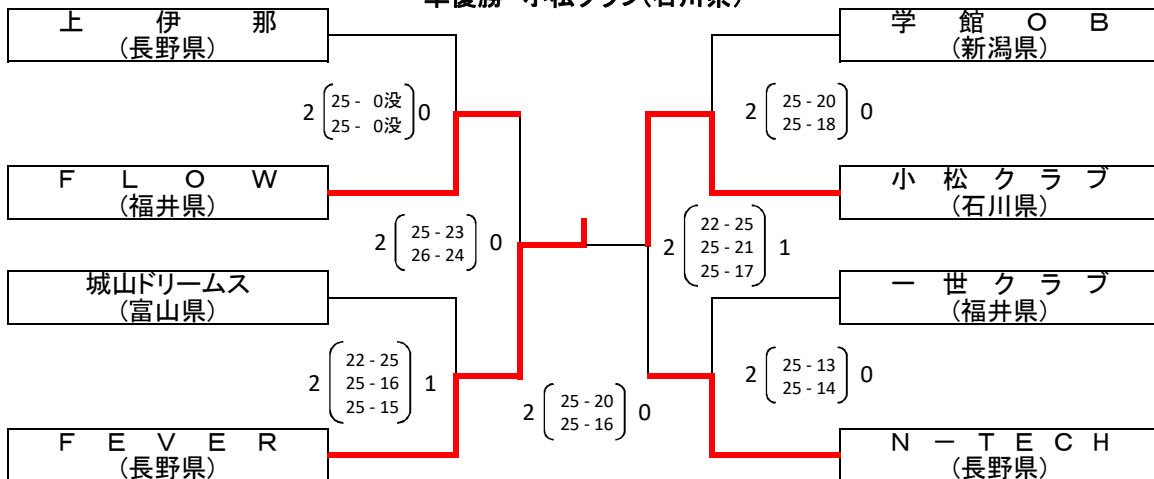 上 伊 那
(長野県)
学 館 O B
(新潟県)
2 25 - 0没 0
25 - 0没
2 25 - 20 0
25 - 18
F L O W
(福井県)
小 松 ク ラ ブ
(石川県)
2 25 - 23 0
26 - 24
2 22 - 25 1
25 - 21
25 - 17
城山ドリームス
(富山県)
一 世 ク ラ ブ
(福井県)
2 22 - 25 1
25 - 16
25 - 15
2 25 - 13 0
25 - 14
2 25 - 20 0
25 - 16
F E V E R
(長野県)
N - T E C H
(長野県)